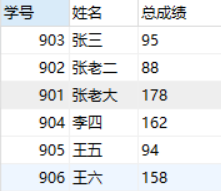 学号 姓名 总成绩
903 张三 95
902 张老二 88
901 张老大 178
904 李四 162
905 王五 94
906 王六 158